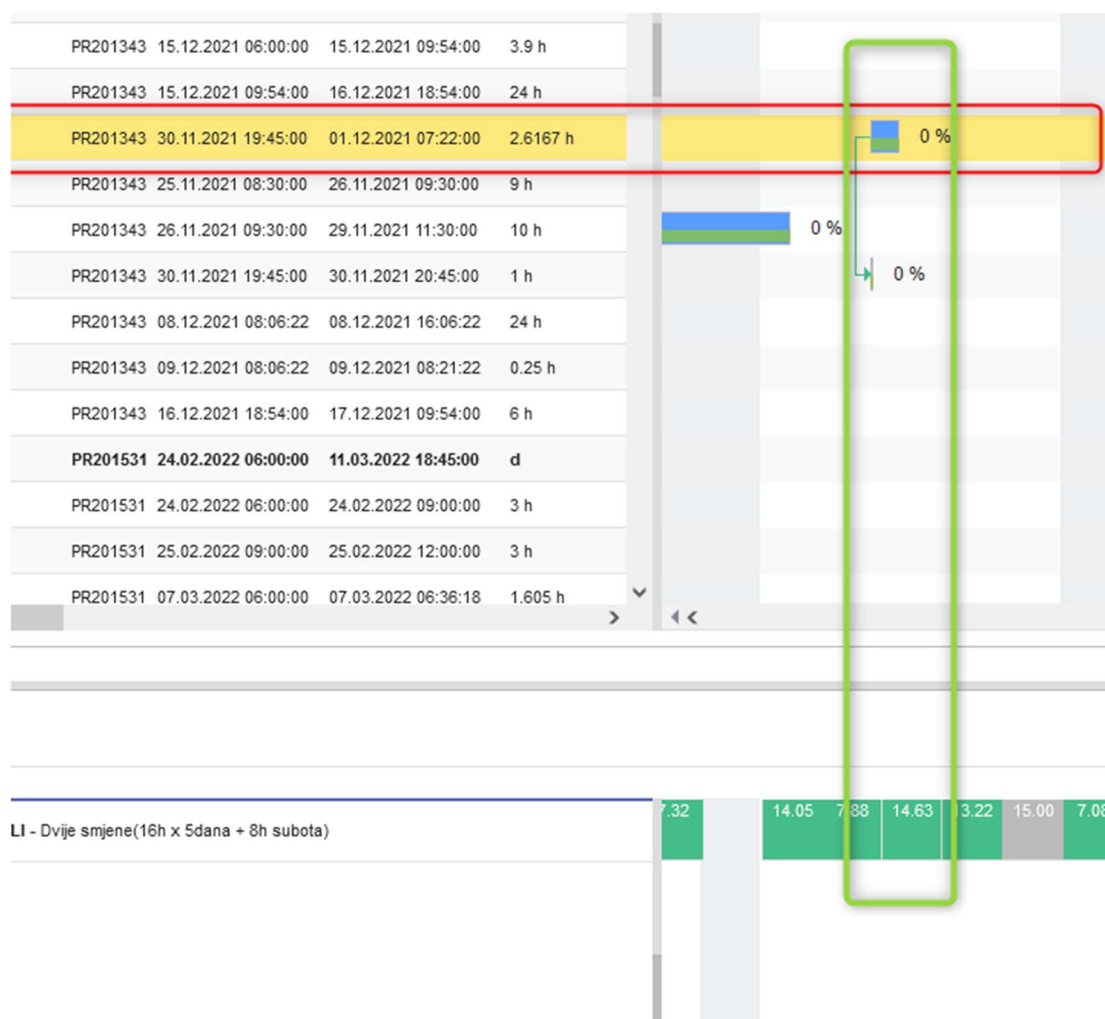 PR201343 15.12.2021 06:00:00 15.12.2021 09:54:00 3.9 h
PR201343 15.12.2021 09:54:00 16.12.2021 18:54:00 24 h
PR201343 30.11.2021 19:45:00 01.12.2021 07:22:00 2.6167 h 0 %
PR201343 25.11.2021 08:30:00 26.11.2021 09:30:00 9 h
PR201343 26.11.2021 09:30:00 29.11.2021 11:30:00 10 h 0 %
PR201343 30.11.2021 19:45:00 30.11.2021 20:45:00 1 h 0 %
PR201343 08.12.2021 08:06:22 08.12.2021 16:06:22 24 h
PR201343 09.12.2021 08:06:22 09.12.2021 08:21:22 0.25 h
PR201343 16.12.2021 18:54:00 17.12.2021 09:54:00 6 h
PR201531 24.02.2022 06:00:00 11.03.2022 18:45:00 d
PR201531 24.02.2022 06:00:00 24.02.2022 09:00:00 3 h
PR201531 25.02.2022 09:00:00 25.02.2022 12:00:00 3 h
PR201531 07.03.2022 06:00:00 07.03.2022 06:36:18 1.605 h
LI - Dvije smjene(16h x 5dana + 8h subota) 7.32 14.05 7.88 14.63 13.22 15.00 7.08